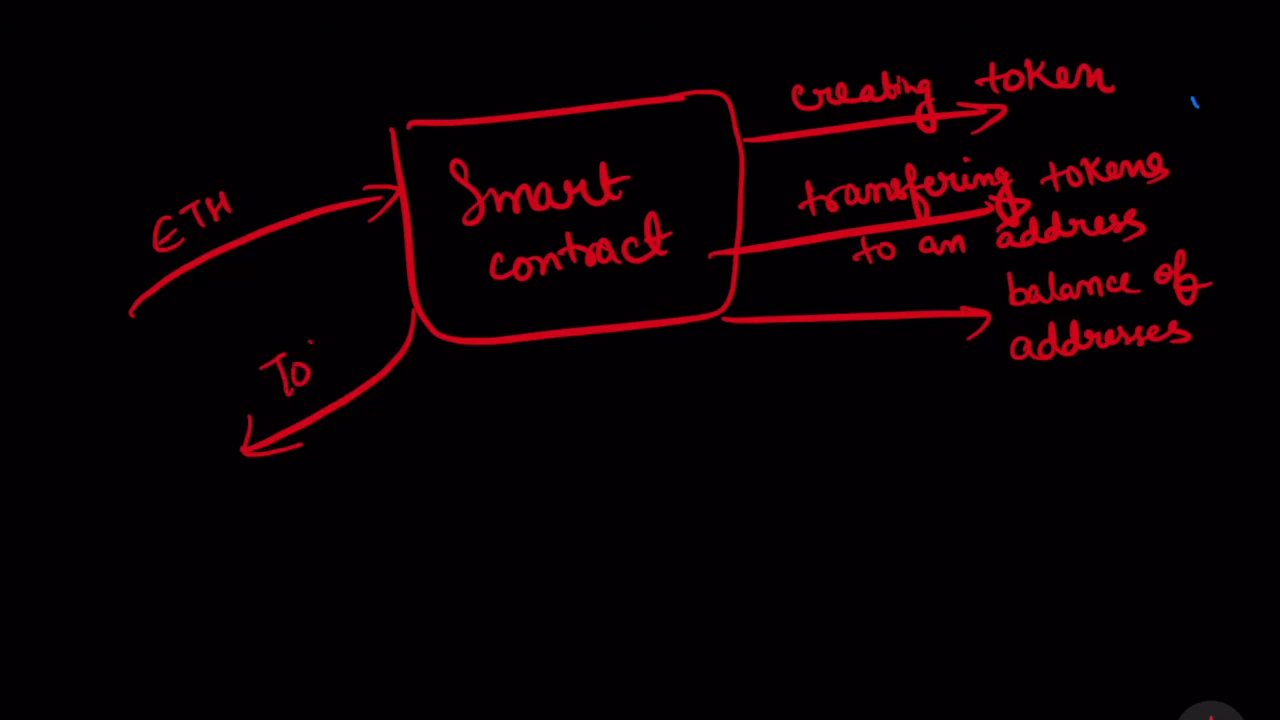 creating token
ETH
Smart
contract
transfering tokens
to an address
balance of
addresses
To